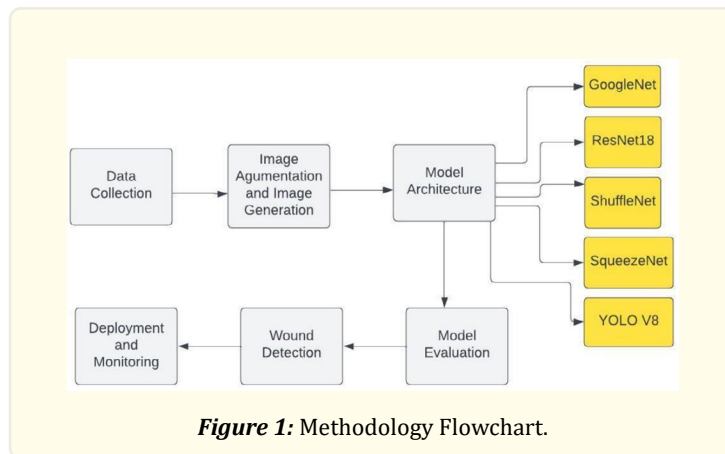 GoogleNet
ResNet18
ShuffleNet
SqueezeNet
YOLO V8
Data
Collection
Image
Agumentation
and Image
Generation
Model
Architecture
Deployment
and
Monitoring
Wound
Detection
Model
Evaluation
Figure 1: Methodology Flowchart.